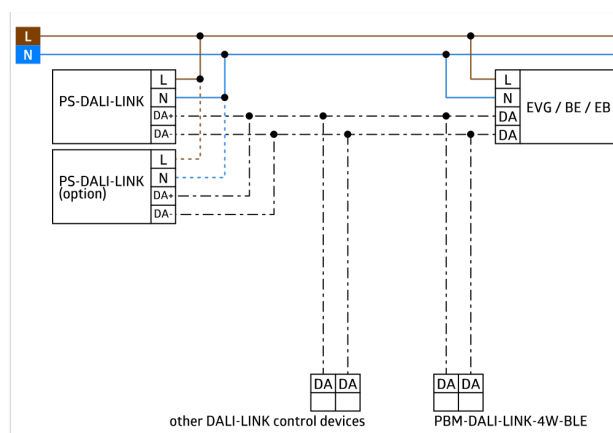 L
N
PS-DALI-LINK
L
N
DA+
DA-
EVG / BE / EB
L
N
DA
DA
PS-DALI-LINK
(option)
L
N
DA+
DA-
DA DA
other DALI-LINK control devices
DA DA
PBM-DALI-LINK-4W-BLE